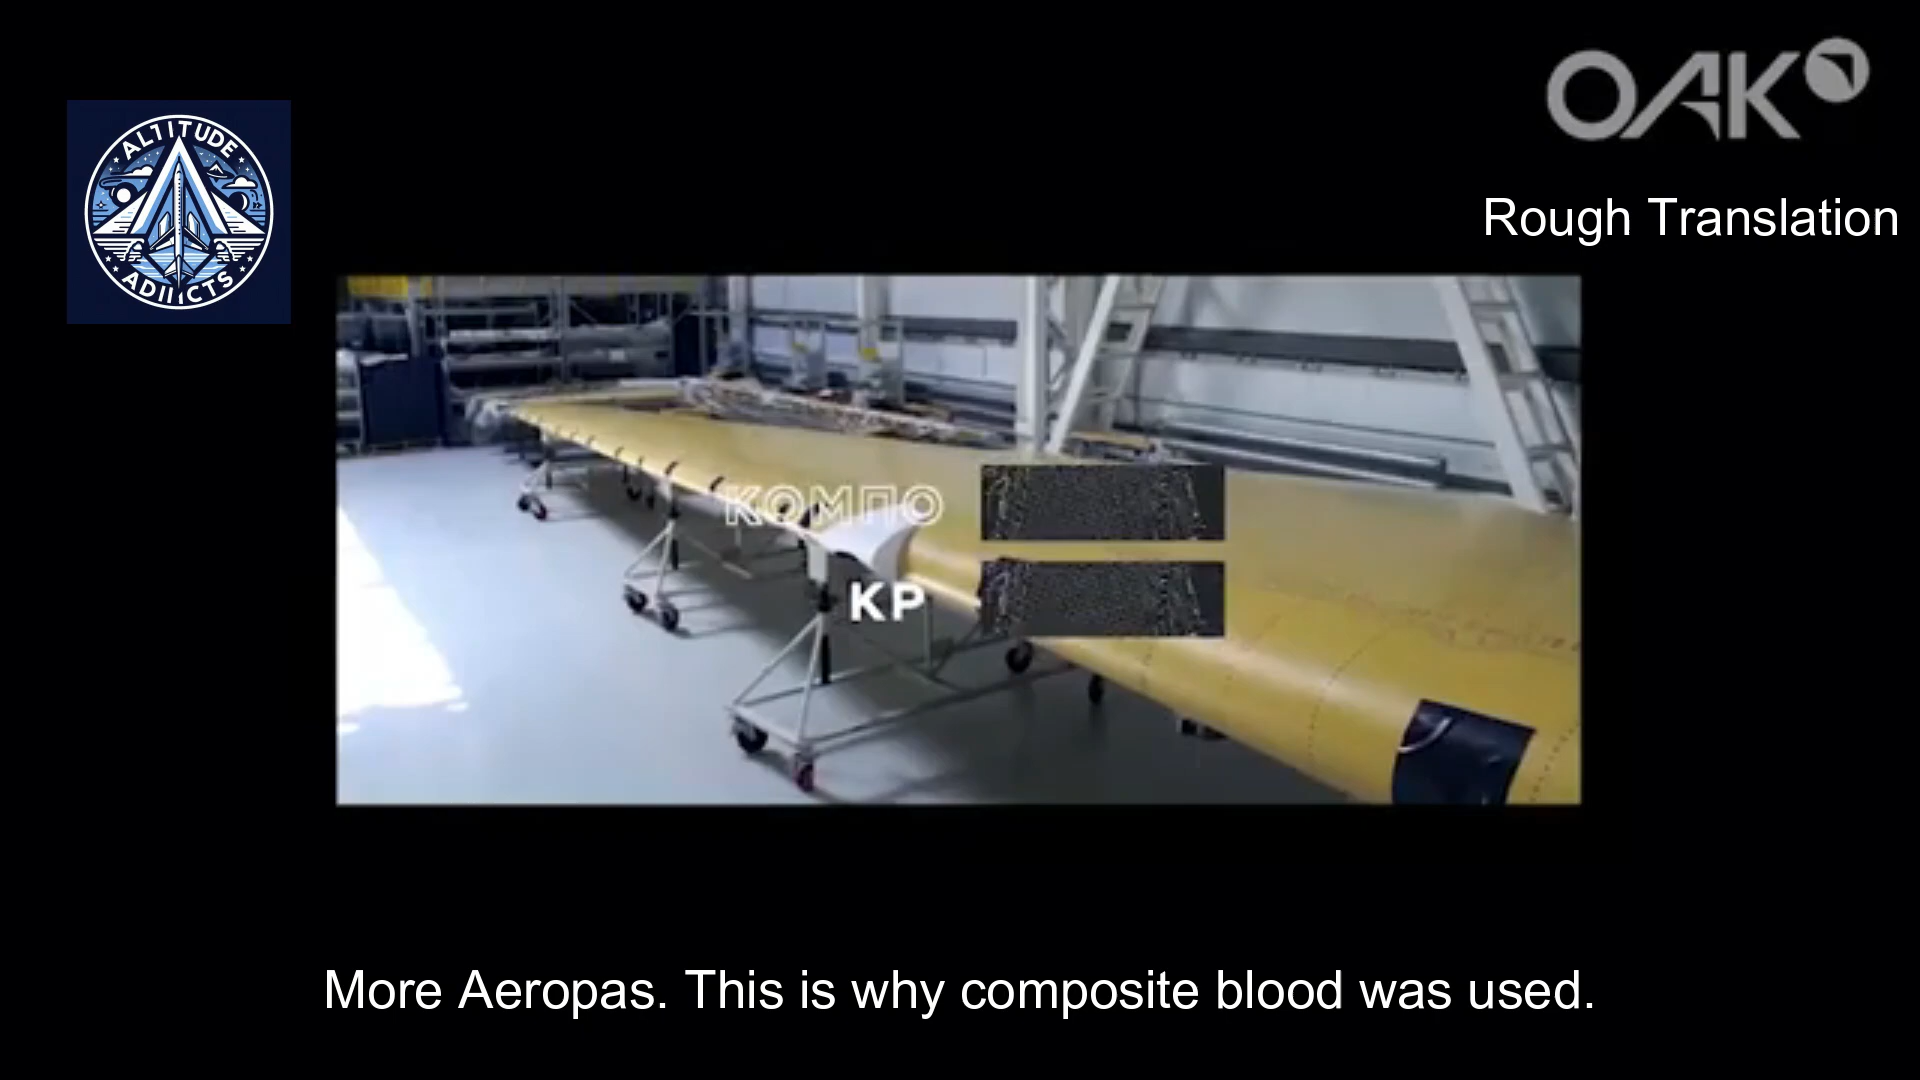 ALTITUDE
ADIIICTS
OAK
Rough Translation
КОМПО
КР
More Aeropas. This is why composite blood was used.